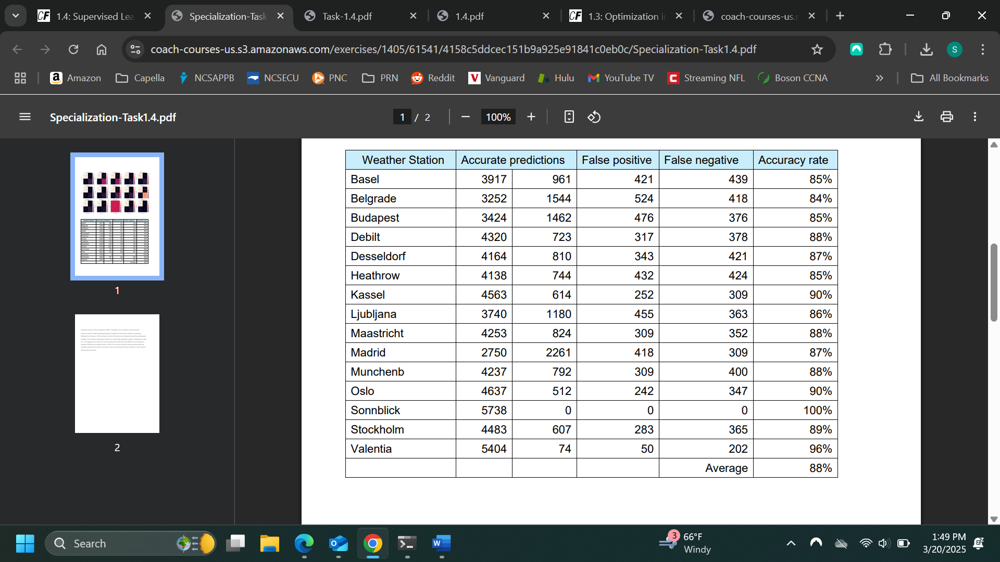 1.4: Supervised Lea
Specialization-Task
Task-1.4.pdf
1.4.pdf
1.3: Optimization i
coach-courses-us.s
coach-courses-us.s3.amazonaws.com/exercises/1405/61541/4158c5ddcec151b9a925e91841c0eb0c/Specialization-Task1.4.pdf
S
Amazon Capella NCSAPPB NCSECU PNC PRN Reddit Vanguard Hulu YouTube TV Streaming NFL Boson CCNA » All Bookmarks
Specialization-Task1.4.pdf 1 / 2 100%
Weather Station Accurate predictions False positive False negative Accuracy rate
Basel 3917 961 421 439 85%
Belgrade 3252 1544 524 418 84%
Budapest 3424 1462 476 376 85%
Debilt 4320 723 317 378 88%
Desseldorf 4164 810 343 421 87%
Heathrow 4138 744 432 424 85%
Kassel 4563 614 252 309 90%
Ljubljana 3740 1180 455 363 86%
Maastricht 4253 824 309 352 88%
Madrid 2750 2261 418 309 87%
Munchenb 4237 792 309 400 88%
Oslo 4637 512 242 347 90%
Sonnblick 5738 0 0 0 100%
Stockholm 4483 607 283 365 89%
Valentia 5404 74 50 202 96%
Average 88%
1
2
Search
3
66°F
Windy
1:49 PM
3/20/2025